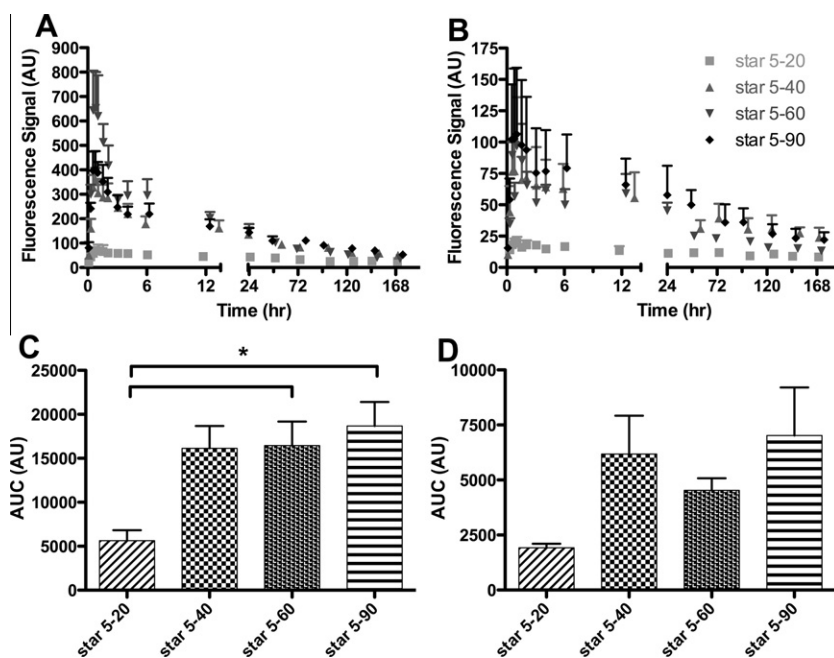 A
Fluorescence Signal (AU)
900
800
700
600
500
400
300
200
100
0
0 6 12 24 72 120 168
Time (hr)
B
Fluorescence Signal (AU)
175
150
125
100
75
50
25
0
0 6 12 24 72 120 168
Time (hr)
star 5-20
star 5-40
star 5-60
star 5-90
C
AUC (AU)
25000
20000
15000
10000
5000
0
*
star 5-20
star 5-40
star 5-60
star 5-90
D
AUC (AU)
10000
7500
5000
2500
0
star 5-20
star 5-40
star 5-60
star 5-90